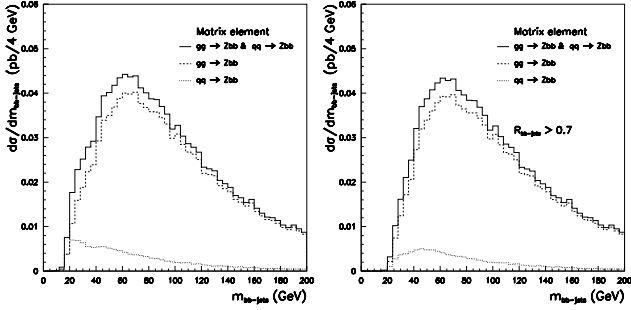 dσ/dm_bb-jets (pb/4 GeV)
0.06
0.05
0.04
0.03
0.02
0.01
0
Matrix element
gg → Zbb & qq → Zbb
gg → Zbb
qq → Zbb
0 20 40 60 80 100 120 140 160 180 200
m_bb-jets (GeV)
dσ/dm_bb-jets (pb/4 GeV)
0.06
0.05
0.04
0.03
0.02
0.01
0
Matrix element
gg → Zbb & qq → Zbb
gg → Zbb
qq → Zbb
R_bb-jets > 0.7
0 20 40 60 80 100 120 140 160 180 200
m_bb-jets (GeV)